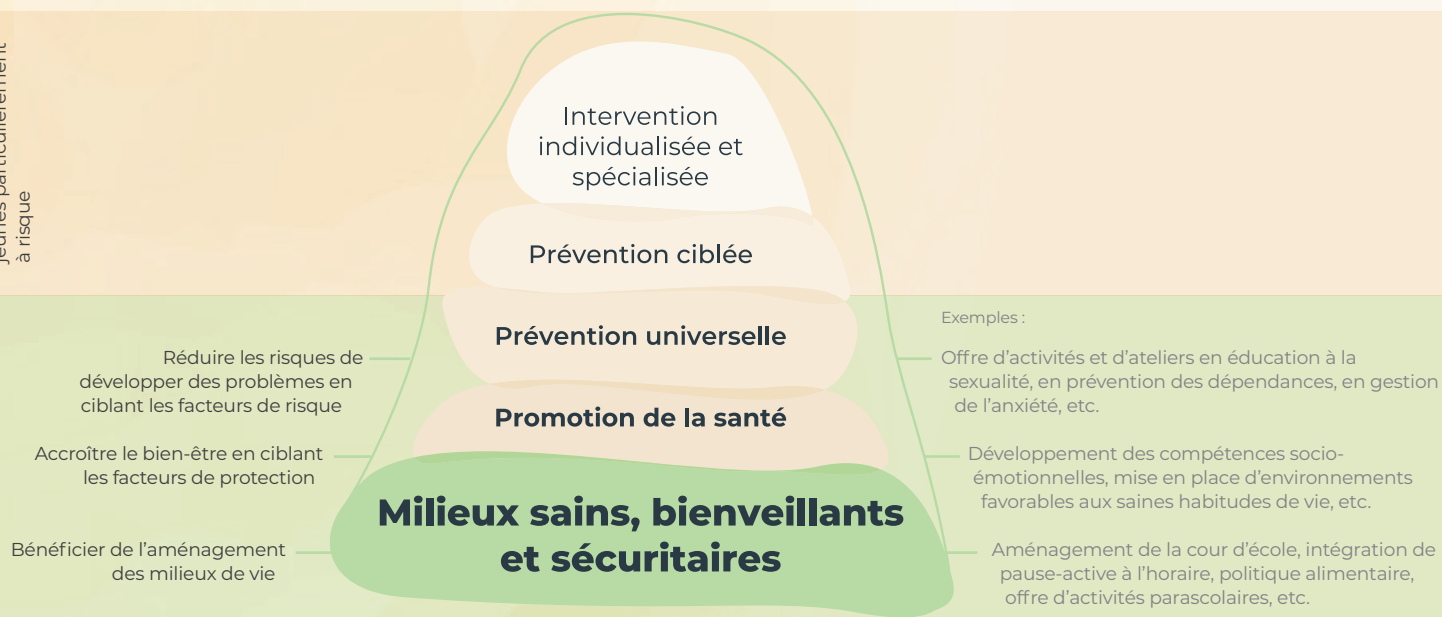 Jeunes particulièrement
à risque
Intervention
individualisée et
spécialisée
Prévention ciblée
Prévention universelle
Promotion de la santé
Milieux sains, bienveillants
et sécuritaires
Réduire les risques de
développer des problèmes en
ciblant les facteurs de risque
Accroître le bien-être en ciblant
les facteurs de protection
Bénéficier de l’aménagement
des milieux de vie
Exemples :
Offre d’activités et d’ateliers en éducation à la
sexualité, en prévention des dépendances, en gestion
de l’anxiété, etc.
Développement des compétences socio-
émotionnelles, mise en place d’environnements
favorables aux saines habitudes de vie, etc.
Aménagement de la cour d’école, intégration de
pause-active à l’horaire, politique alimentaire,
offre d’activités parascolaires, etc.